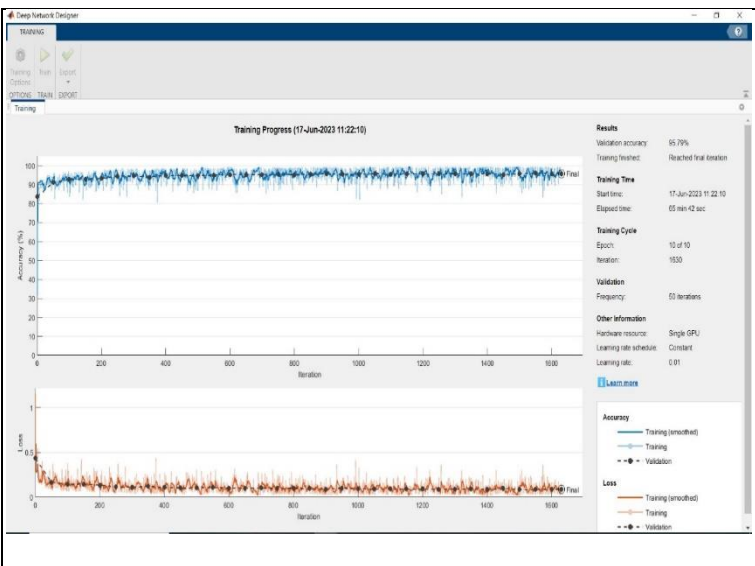 Deep Network Designer
TRAINING
Training Options
Train
Export
OPTIONS TRAIN EXPORT
Training
Training Progress (17-Jun-2023 11:22:10)
100
90
80
70
60
50
40
30
20
10
0
Accuracy (%)
0 200 400 600 800 1000 1200 1400 1600
Iteration
Final
1
0.5
0
Loss
0 200 400 600 800 1000 1200 1400 1600
Iteration
Final
Results
Validation accuracy: 95.79%
Training finished: Reached final iteration
Training Time
Start time: 17-Jun-2023 11:22:10
Elapsed time: 65 min 42 sec
Training Cycle
Epoch: 10 of 10
Iteration: 1630
Validation
Frequency: 50 iterations
Other Information
Hardware resource: Single GPU
Learning rate schedule: Constant
Learning rate: 0.01
Learn more
Accuracy
Training (smoothed)
Training
Validation
Loss
Training (smoothed)
Training
Validation